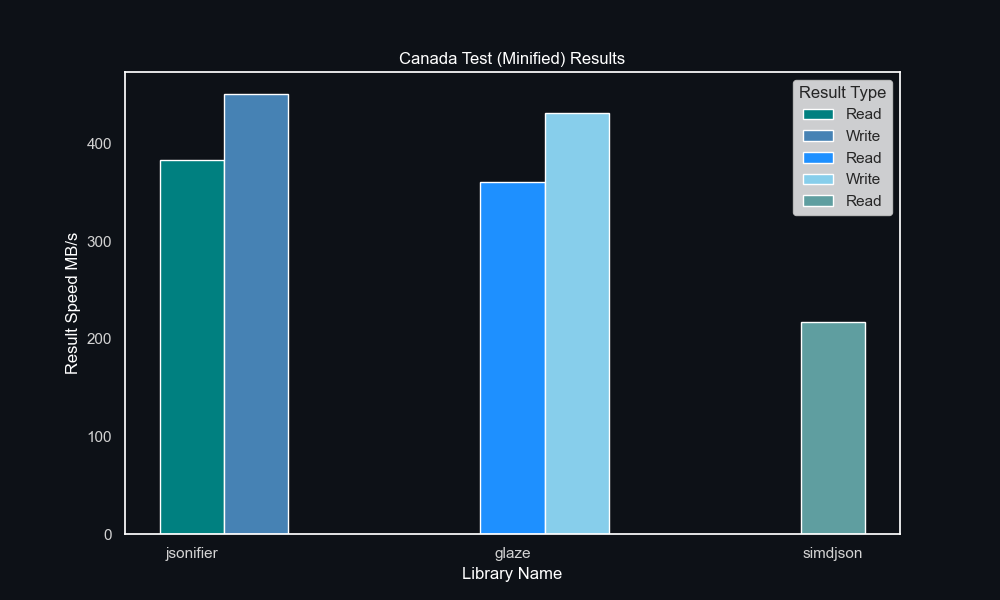 Canada Test (Minified) Results
Result Type
Read
Write
Read
Write
Read
Result Speed MB/s
400
300
200
100
0
jsonifier
glaze
simdjson
Library Name